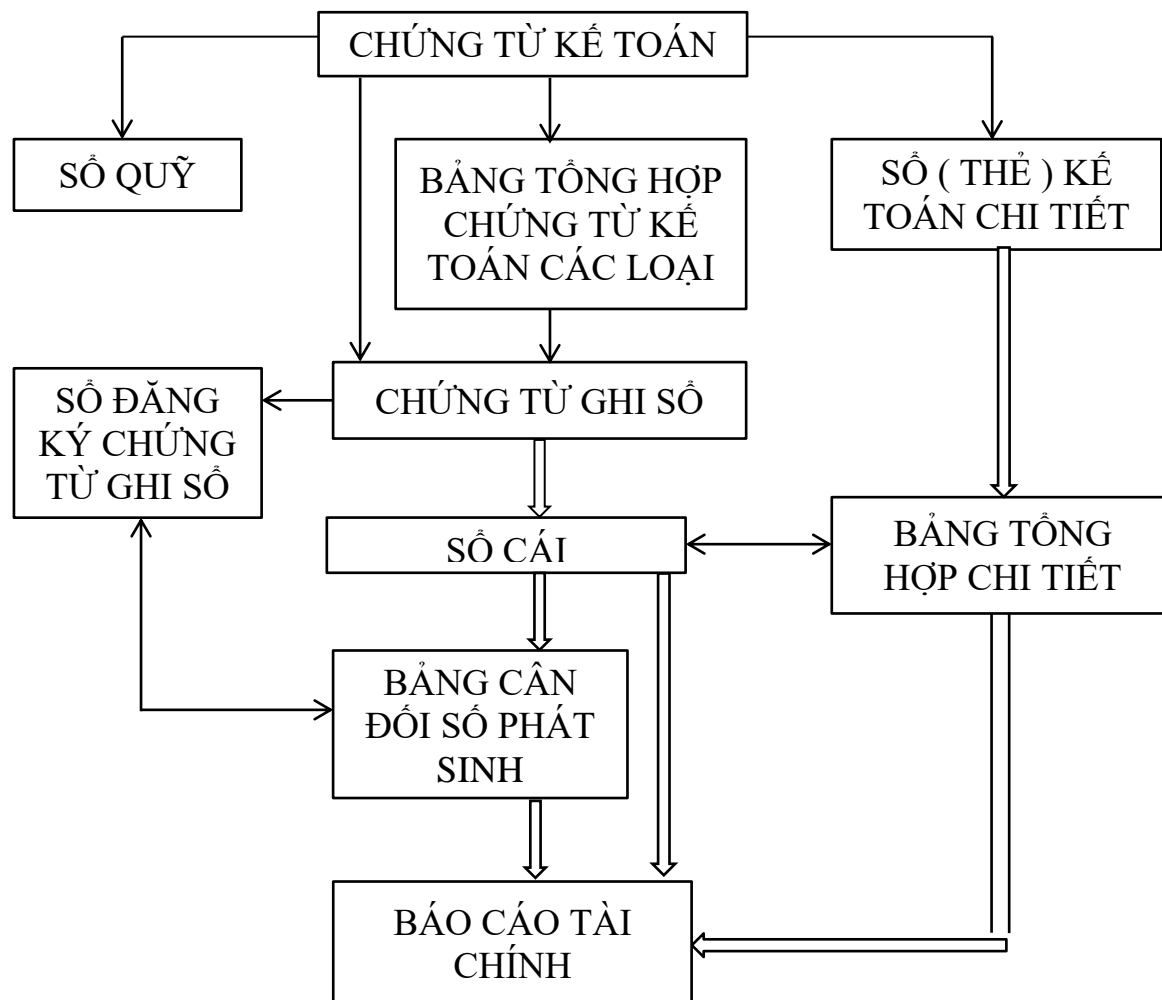 CHỨNG TỪ KẾ TOÁN
SỔ QUỸ
BẢNG TỔNG HỢP
CHỨNG TỪ KẾ
TOÁN CÁC LOẠI
SỔ ( THẺ ) KẾ
TOÁN CHI TIẾT
SỔ ĐĂNG
KÝ CHỨNG
TỪ GHI SỔ
CHỨNG TỪ GHI SỔ
SỔ CÁI
BẢNG TỔNG
HỢP CHI TIẾT
BẢNG CÂN
ĐỐI SỐ PHÁT
SINH
BÁO CÁO TÀI
CHÍNH